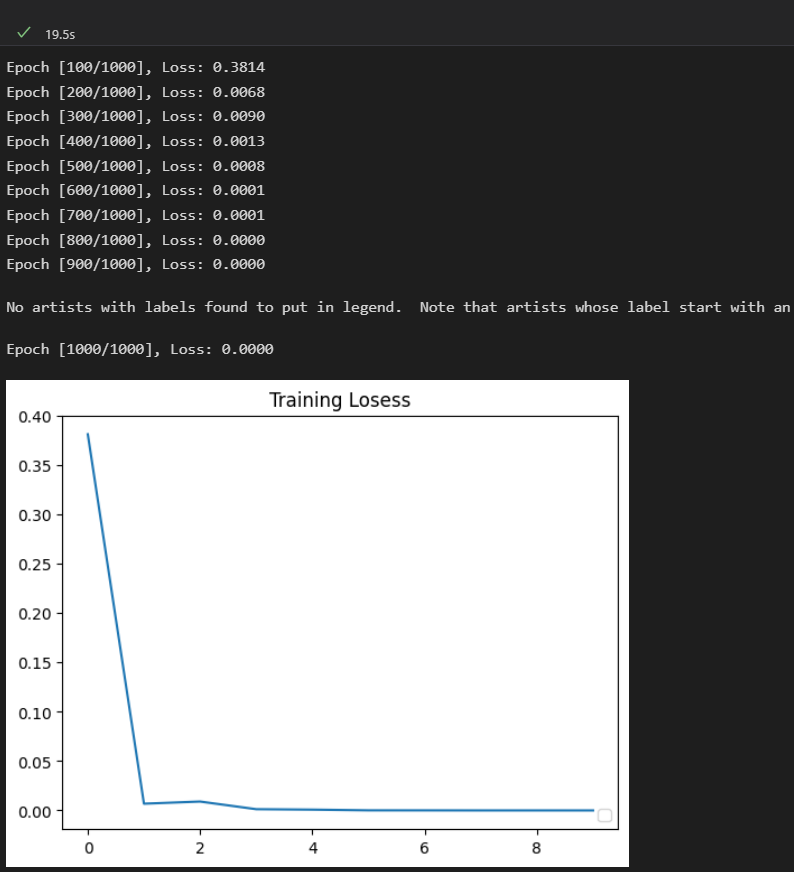 19.5s
Epoch [100/1000], Loss: 0.3814
Epoch [200/1000], Loss: 0.0068
Epoch [300/1000], Loss: 0.0090
Epoch [400/1000], Loss: 0.0013
Epoch [500/1000], Loss: 0.0008
Epoch [600/1000], Loss: 0.0001
Epoch [700/1000], Loss: 0.0001
Epoch [800/1000], Loss: 0.0000
Epoch [900/1000], Loss: 0.0000
No artists with labels found to put in legend.  Note that artists whose label start with an
Epoch [1000/1000], Loss: 0.0000
Training Losess
0.40
0.35
0.30
0.25
0.20
0.15
0.10
0.05
0.00
0 2 4 6 8